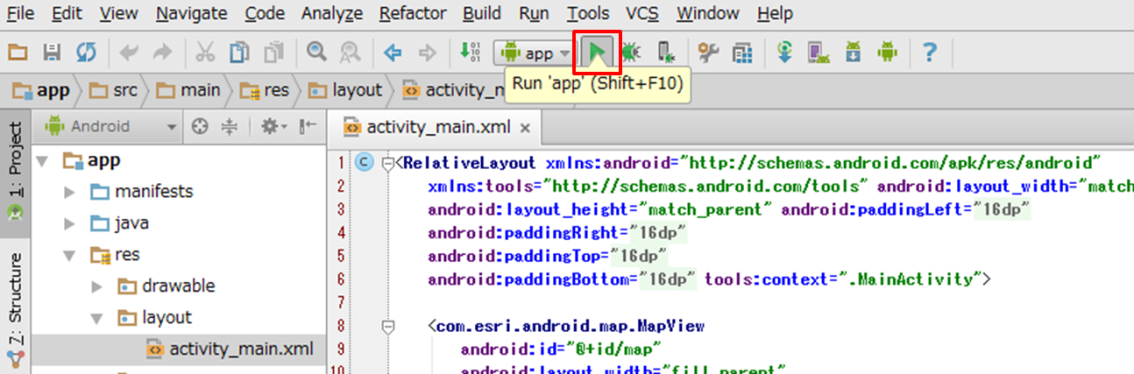 File Edit View Navigate Code Analyze Refactor Build Run Tools VCS Window Help
app
Run 'app' (Shift+F10)
app src main res layout activity_m
1: Project
7: Structure
Android
app
manifests
java
res
drawable
layout
activity_main.xml
activity_main.xml ×
1 C <RelativeLayout xmlns:android="http://schemas.android.com/apk/res/android"
2 xmlns:tools="http://schemas.android.com/tools" android:layout_width="match
3 android:layout_height="match_parent" android:paddingLeft="16dp"
4 android:paddingRight="16dp"
5 android:paddingTop="16dp"
6 android:paddingBottom="16dp" tools:context=".MainActivity">
7
8 <com.esri.android.map.MapView
9 android:id="@+id/map"
10 android:layout_width="fill_parent"